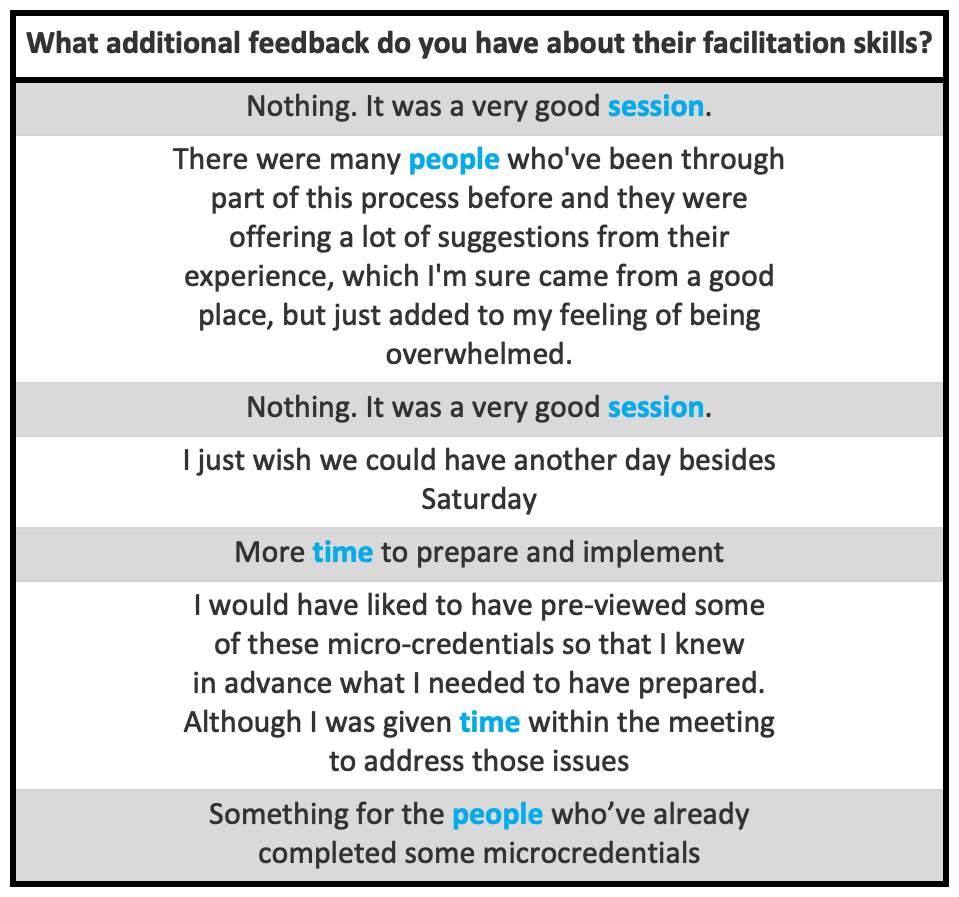 What additional feedback do you have about their facilitation skills?
Nothing. It was a very good session.
There were many people who've been through
part of this process before and they were
offering a lot of suggestions from their
experience, which I'm sure came from a good
place, but just added to my feeling of being
overwhelmed.
Nothing. It was a very good session.
I just wish we could have another day besides
Saturday
More time to prepare and implement
I would have liked to have pre-viewed some
of these micro-credentials so that I knew
in advance what I needed to have prepared.
Although I was given time within the meeting
to address those issues
Something for the people who’ve already
completed some microcredentials